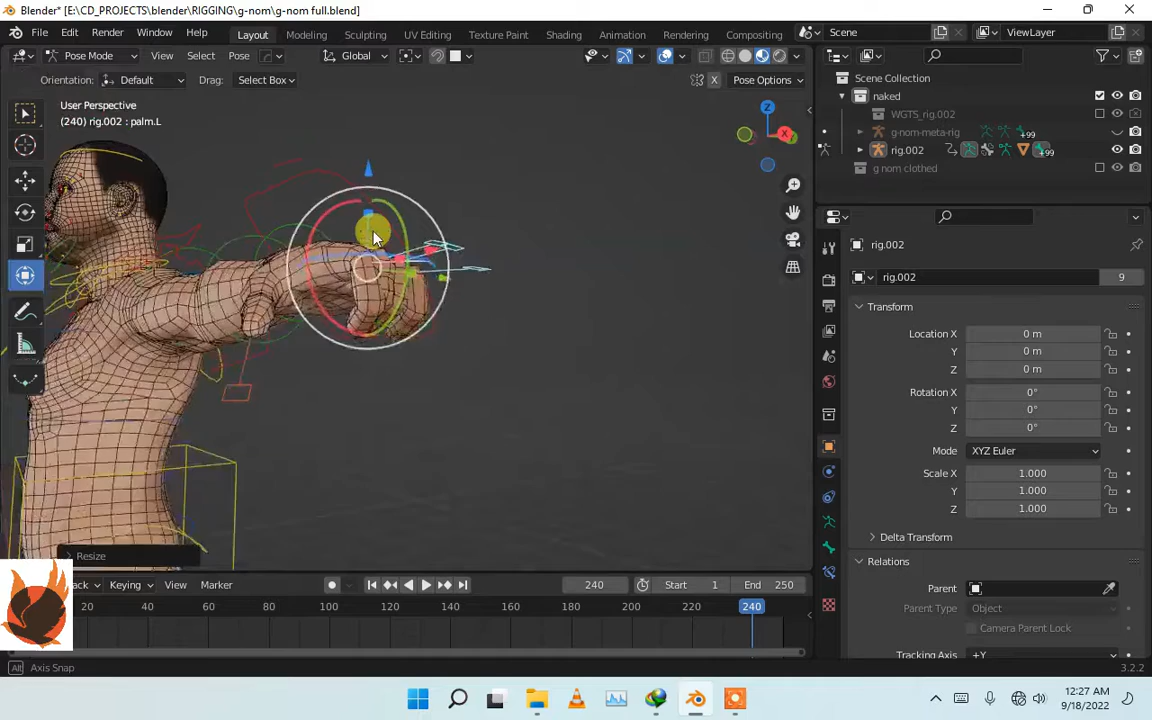 Blender* [E:\CD_PROJECTS\blender\RIGGING\g-nom\g-nom full.blend]
File Edit Render Window Help Layout Modeling Sculpting UV Editing Texture Paint Shading Animation Rendering Compositing Scene ViewLayer
Pose Mode View Select Pose Global
Orientation: Default Drag: Select Box X Pose Options
User Perspective
(240) rig.002 : palm.L
Z
X
Scene Collection
naked
WGTS_rig.002
g-nom-meta-rig +99
rig.002 +99
g nom clothed
rig.002
rig.002 9
Transform
Location X 0 m
Y 0 m
Z 0 m
Rotation X 0°
Y 0°
Z 0°
Mode XYZ Euler
Scale X 1.000
Y 1.000
Z 1.000
Delta Transform
Relations
Parent
Parent Type Object
Camera Parent Lock
Tracking Axis +Y
Resize
Keying View Marker 240 Start 1 End 250
20 40 60 80 100 120 140 160 180 200 220 240
Alt Axis Snap 3.2.2
12:27 AM
9/18/2022